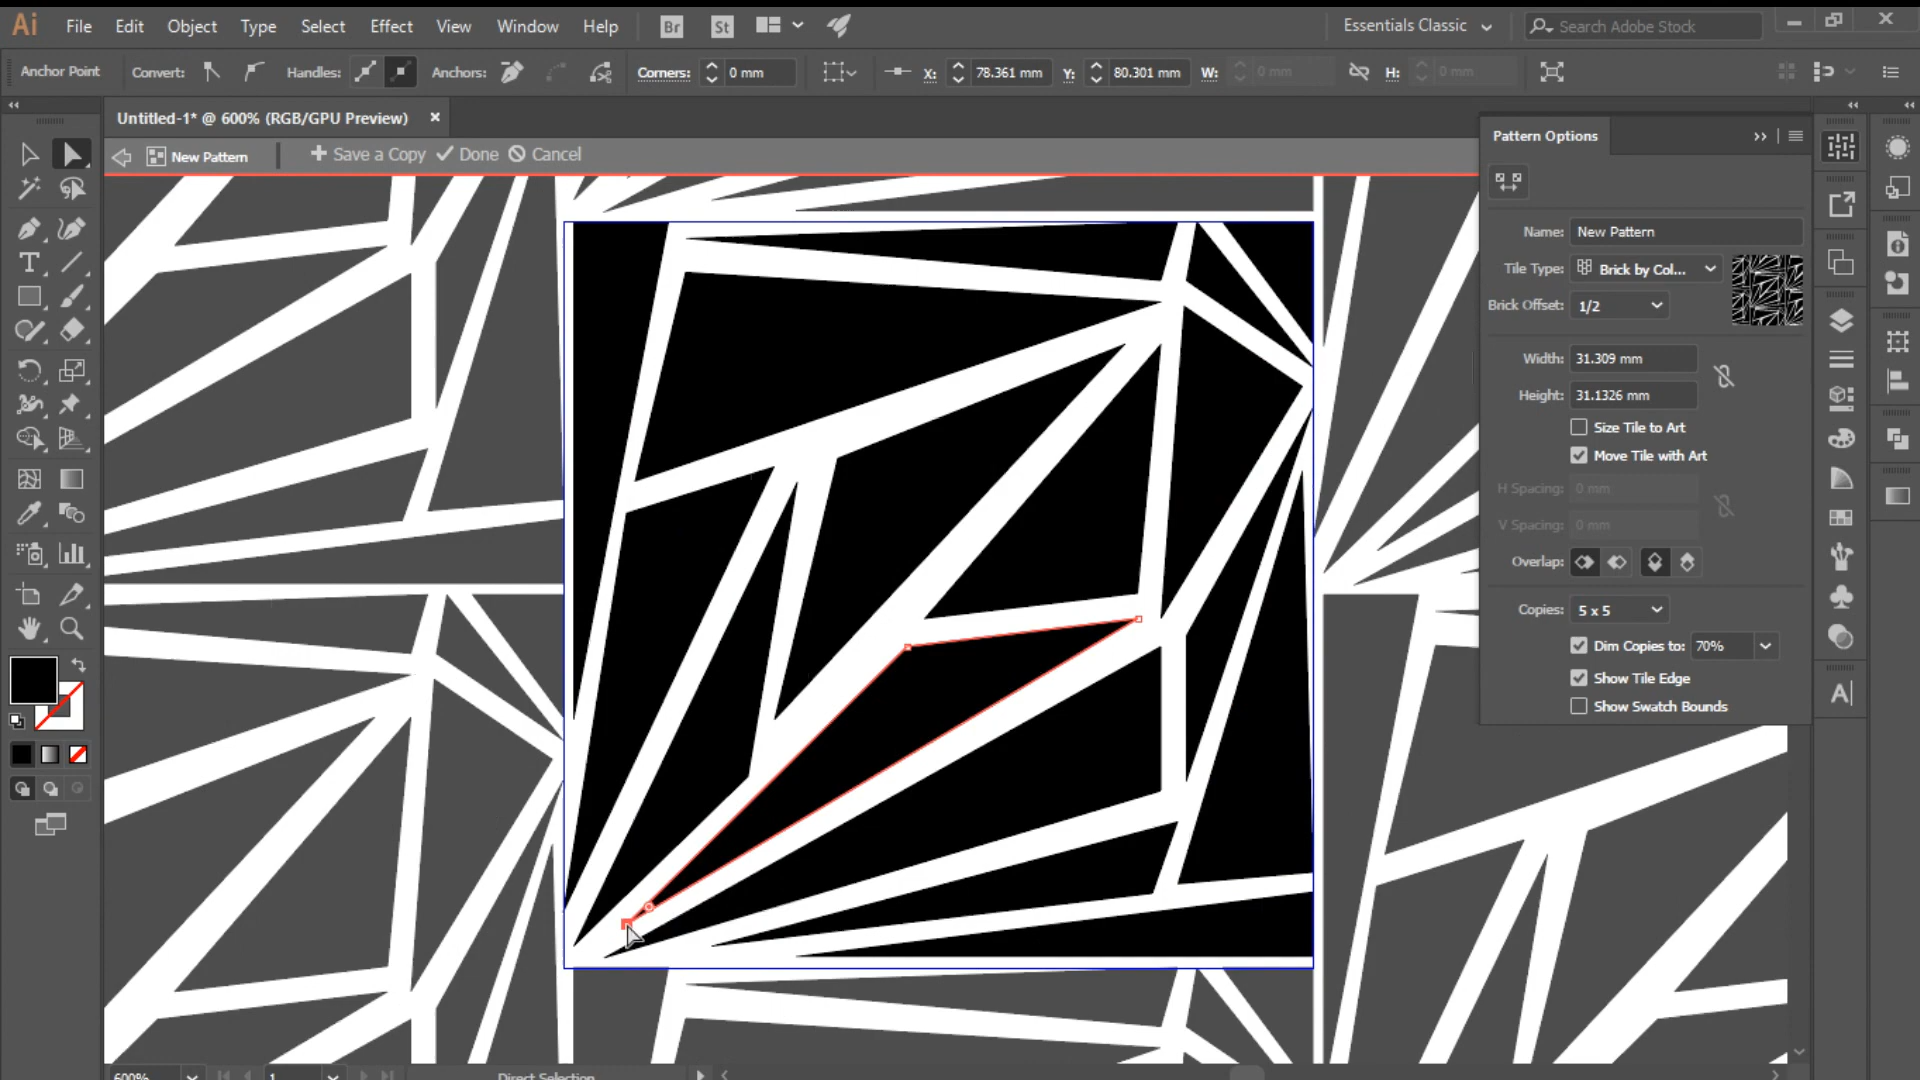 Ai File Edit Object Type Select Effect View Window Help Br St Essentials Classic Search Adobe Stock
Anchor Point Convert: Handles: Anchors: Corners: 0 mm X: 78.361 mm Y: 80.301 mm W: 0 mm H: 0 mm
Untitled-1* @ 600% (RGB/GPU Preview) ×
New Pattern + Save a Copy Done Cancel
Pattern Options
Name: New Pattern
Tile Type: Brick by Col...
Brick Offset: 1/2
Width: 31.309 mm
Height: 31.1326 mm
Size Tile to Art
Move Tile with Art
H Spacing: 0 mm
V Spacing: 0 mm
Overlap:
Copies: 5 x 5
Dim Copies to: 70%
Show Tile Edge
Show Swatch Bounds
600% 1 Direct Selection